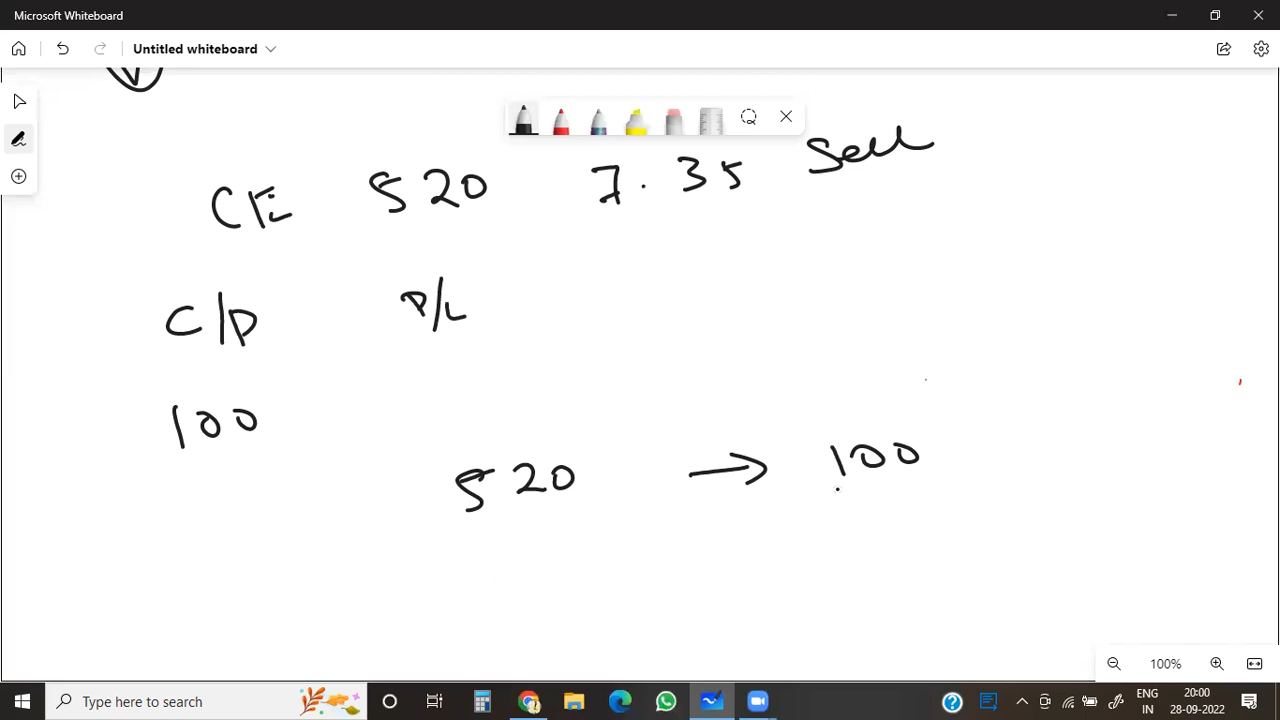 Microsoft Whiteboard
Untitled whiteboard
CE 520 7.35 Sell
C/P P/L
100
520 → 100
100%
Type here to search
ENG
IN
20:00
28-09-2022